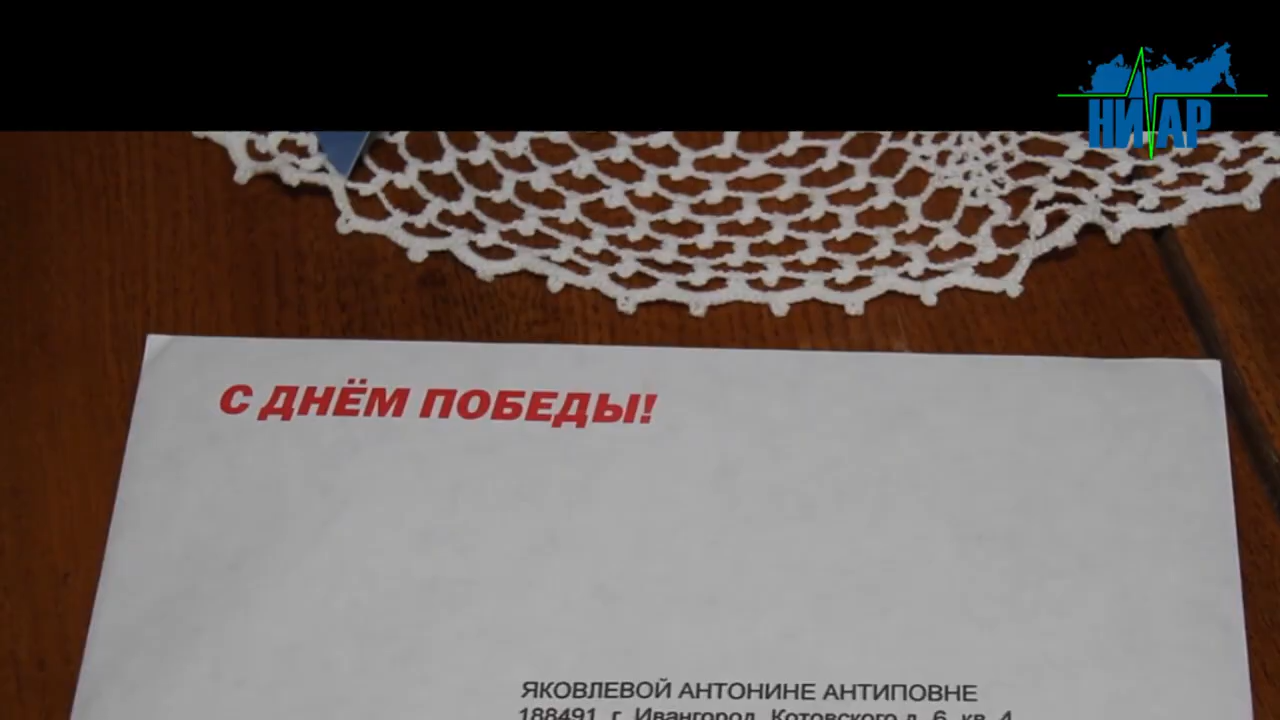 НИАР
С ДНЁМ ПОБЕДЫ!
ЯКОВЛЕВОЙ АНТОНИНЕ АНТИПОВНЕ
188491, г. Ивангород, Котовского д. 6, кв. 4